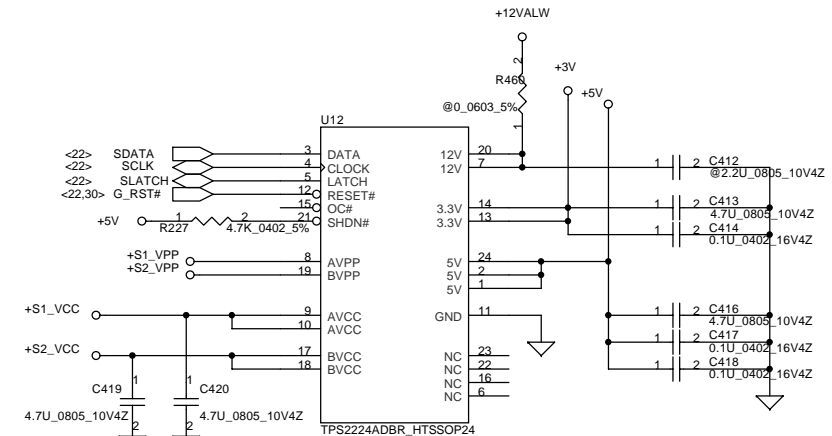 +12VALW
2
R460
@0_0603_5%
1
+3V
+5V
U12
<22> SDATA 3 DATA
<22> SCLK 4 CLOCK
<22> SLATCH 5 LATCH
<22,30> G_RST# 12 RESET#
15 OC#
+5V 1 2 21 SHDN#
R227 4.7K_0402_5%
+S1_VPP 8 AVPP
+S2_VPP 19 BVPP
+S1_VCC 9 AVCC
10 AVCC
+S2_VCC 17 BVCC
18 BVCC
12V 20
12V 7
3.3V 14
3.3V 13
5V 24
5V 2
5V 1
GND 11
NC 23
NC 22
NC 16
NC 6
TPS2224ADBR_HTSSOP24
1 2 C412
@2.2U_0805_10V4Z
1 2 C413
4.7U_0805_10V4Z
1 2 C414
0.1U_0402_16V4Z
1 2 C416
4.7U_0805_10V4Z
1 2 C417
0.1U_0402_16V4Z
1 2 C418
0.1U_0402_16V4Z
C419 1
4.7U_0805_10V4Z
2
1 C420
4.7U_0805_10V4Z
2